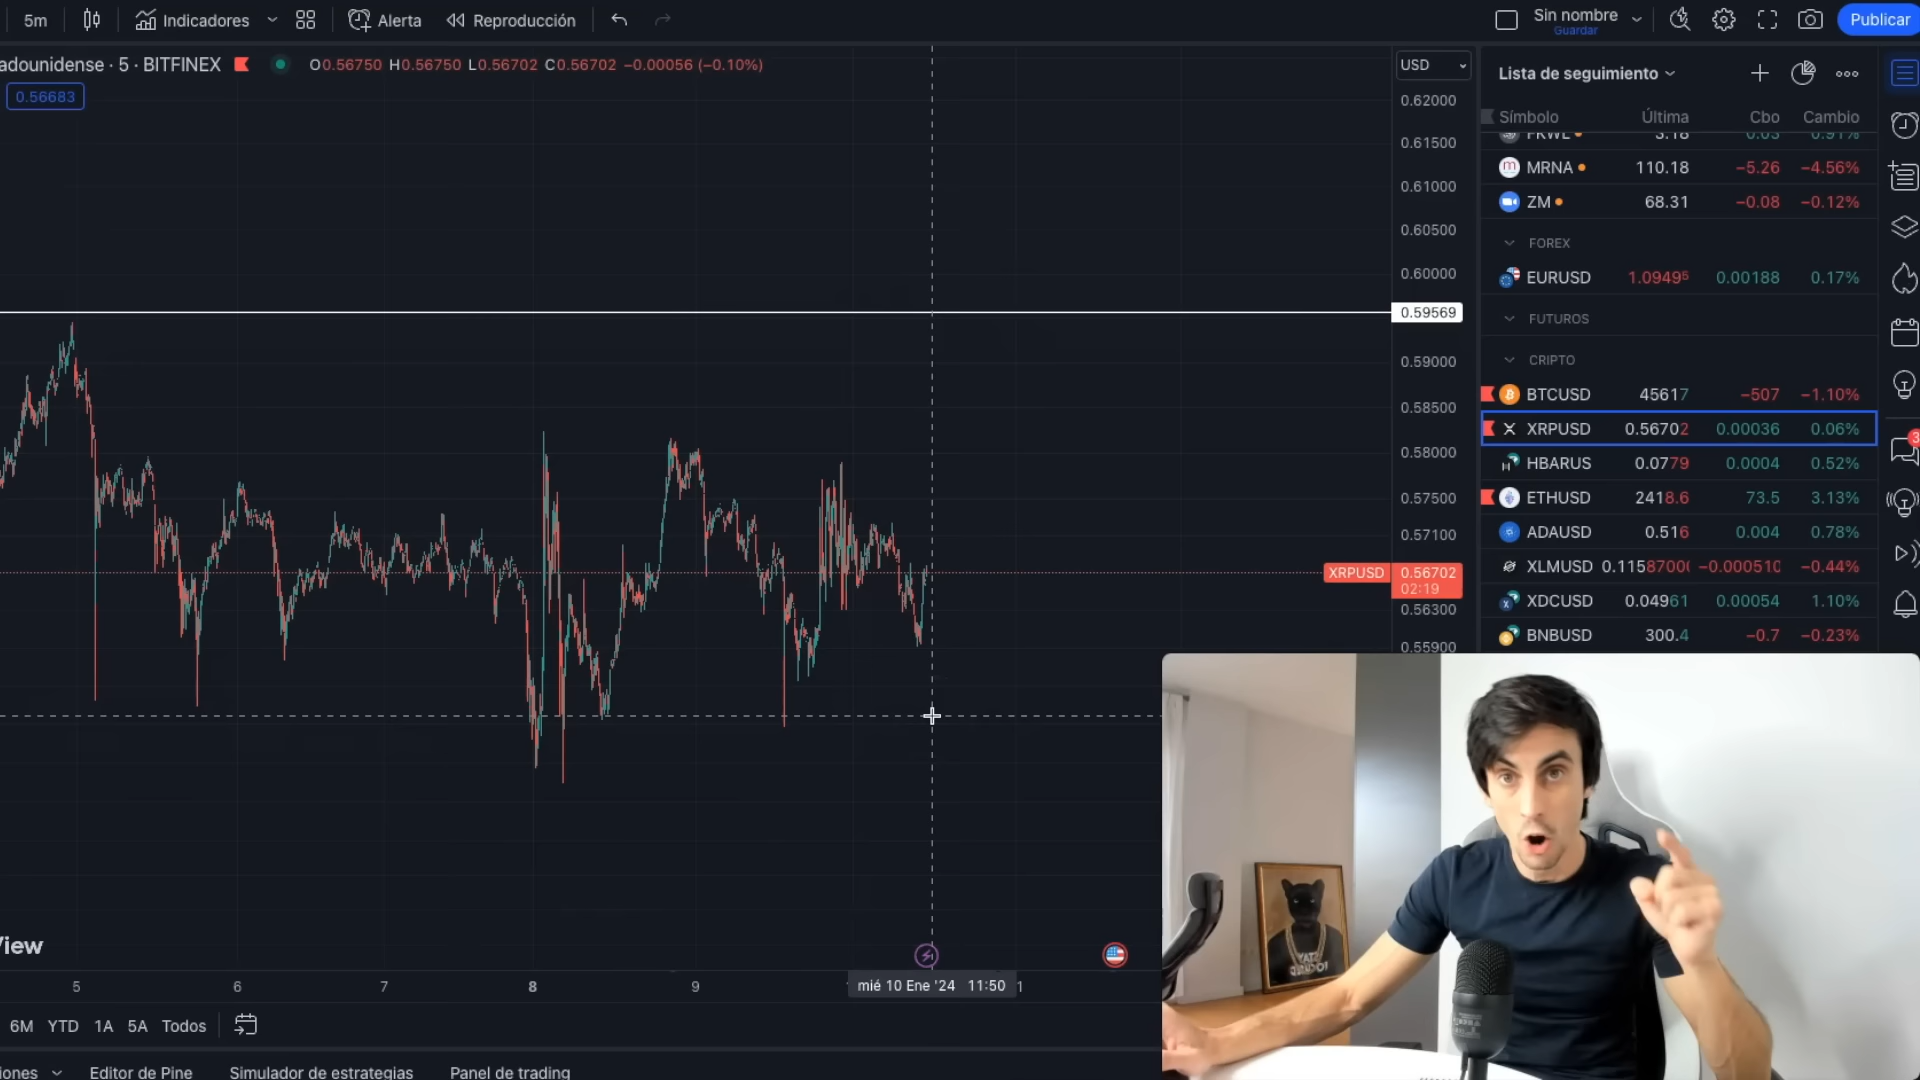 5m Indicadores Alerta Reproducción Sin nombre Guardar Publicar
adounidense · 5 · BITFINEX O0.56750 H0.56750 L0.56702 C0.56702 −0.00056 (−0.10%)
0.56683
USD
0.62000
0.61500
0.61000
0.60500
0.60000
0.59569
0.59000
0.58500
0.58000
0.57500
0.57100
XRPUSD 0.56702
02:19
0.56300
0.55900
Lista de seguimiento
Símbolo Última Cbo Cambio
MRNA 110.18 −5.26 −4.56%
ZM 68.31 −0.08 −0.12%
FOREX
EURUSD 1.09495 0.00188 0.17%
FUTUROS
CRIPTO
BTCUSD 45617 −507 −1.10%
XRPUSD 0.56702 0.00036 0.06%
HBARUS 0.0779 0.0004 0.52%
ETHUSD 2418.6 73.5 3.13%
ADAUSD 0.516 0.004 0.78%
XLMUSD 0.1158700 −0.000510 −0.44%
XDCUSD 0.04961 0.00054 1.10%
BNBUSD 300.4 −0.7 −0.23%
3
View
5 6 7 8 9 mié 10 Ene '24 11:50 1
6M YTD 1A 5A Todos
iones Editor de Pine Simulador de estrategias Panel de trading